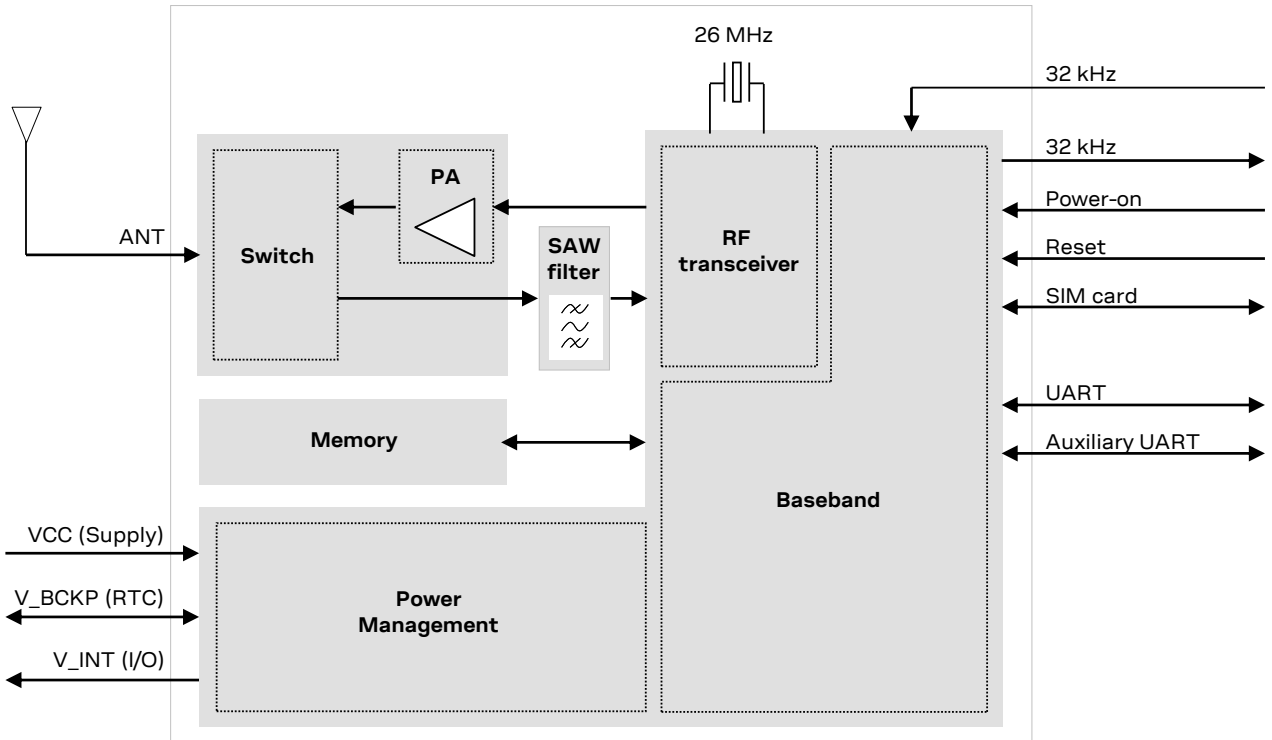 26 MHz
32 kHz
32 kHz
Power-on
Reset
SIM card
UART
Auxiliary UART
ANT
Switch
PA
SAW
filter
RF
transceiver
Memory
Baseband
VCC (Supply)
V_BCKP (RTC)
V_INT (I/O)
Power
Management